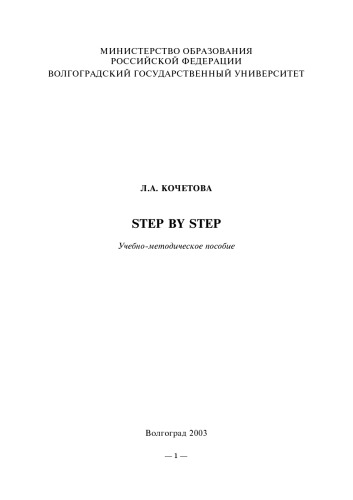 МИНИСТЕРСТВО ОБРАЗОВАНИЯ
РОССИЙСКОЙ ФЕДЕРАЦИИ
ВОЛГОГРАДСКИЙ ГОСУДАРСТВЕННЫЙ УНИВЕРСИТЕТ
Л.А. КОЧЕТОВА
STEP BY STEP
Учебно-методическое пособие
Волгоград 2003
— 1 —